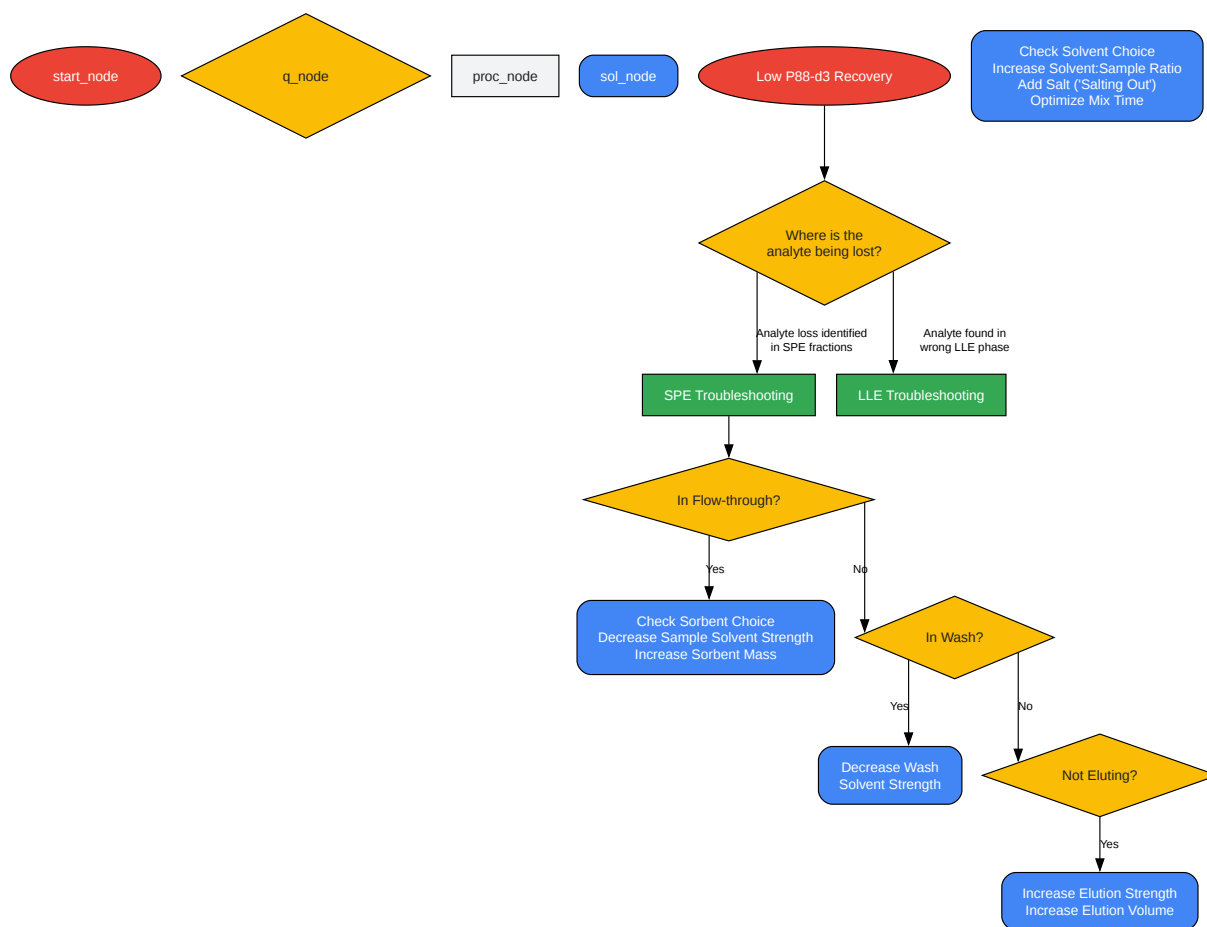 start_node
q_node
proc_node
sol_node
Low P88-d3 Recovery
Check Solvent Choice
Increase Solvent:Sample Ratio
Add Salt ('Salting Out')
Optimize Mix Time
Where is the
analyte being lost?
Analyte loss identified
in SPE fractions
Analyte found in
wrong LLE phase
SPE Troubleshooting
LLE Troubleshooting
In Flow-through?
Yes
No
Check Sorbent Choice
Decrease Sample Solvent Strength
Increase Sorbent Mass
In Wash?
Yes
No
Decrease Wash
Solvent Strength
Not Eluting?
Yes
Increase Elution Strength
Increase Elution Volume